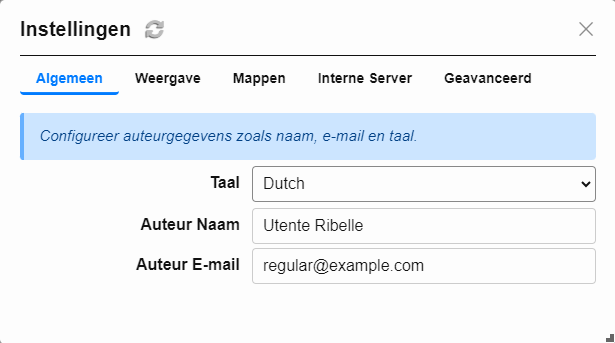 Instellingen
Algemeen Weergave Mappen Interne Server Geavanceerd
Configureer auteurgegevens zoals naam, e-mail en taal.
Taal Dutch
Auteur Naam Utente Ribelle
Auteur E-mail regular@example.com